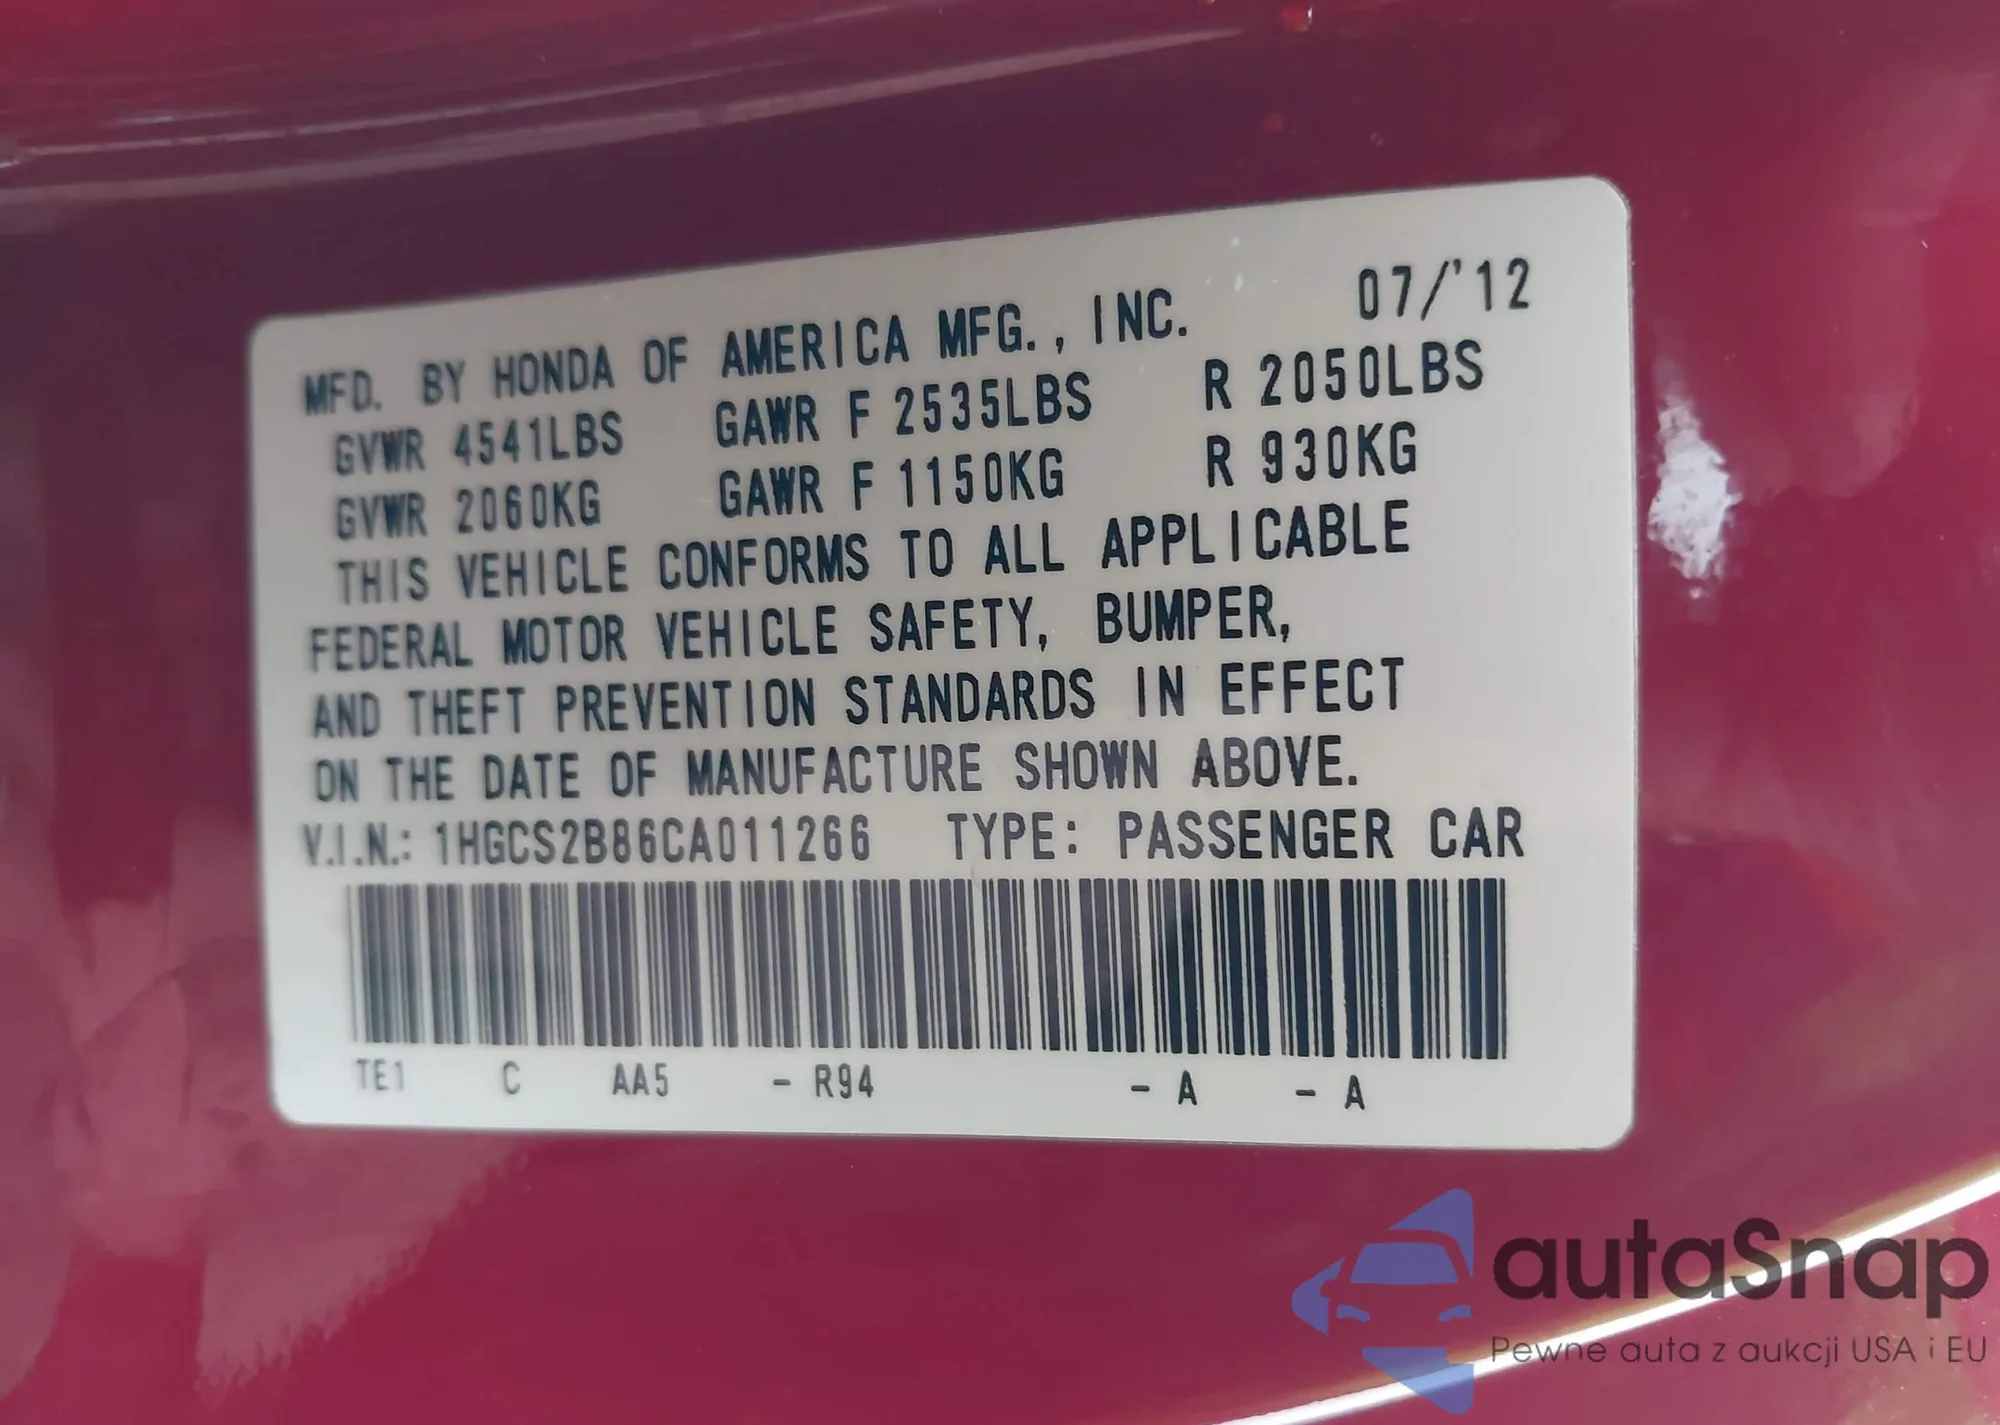 MFD. BY HONDA OF AMERICA MFG., INC. 07/'12
GVWR 4541LBS GAWR F 2535LBS R 2050LBS
GVWR 2060KG GAWR F 1150KG R 930KG
THIS VEHICLE CONFORMS TO ALL APPLICABLE
FEDERAL MOTOR VEHICLE SAFETY, BUMPER,
AND THEFT PREVENTION STANDARDS IN EFFECT
ON THE DATE OF MANUFACTURE SHOWN ABOVE.
V.I.N.: 1HGCS2B86CA011266 TYPE: PASSENGER CAR
TE1 C AA5 - R94 - A - A
autaSnap
Pewne auta z aukcji USA i EU